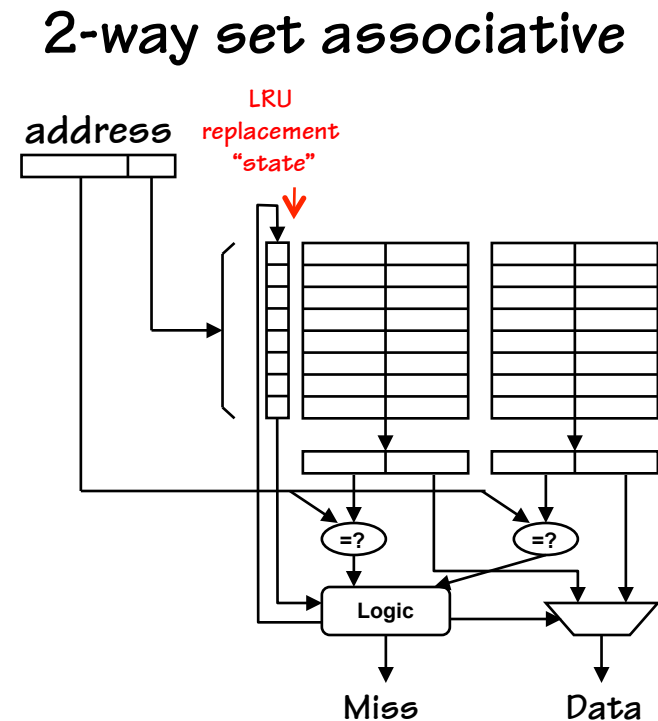 2-way set associative
LRU
replacement
“state”
address
=?
=?
Logic
Miss
Data